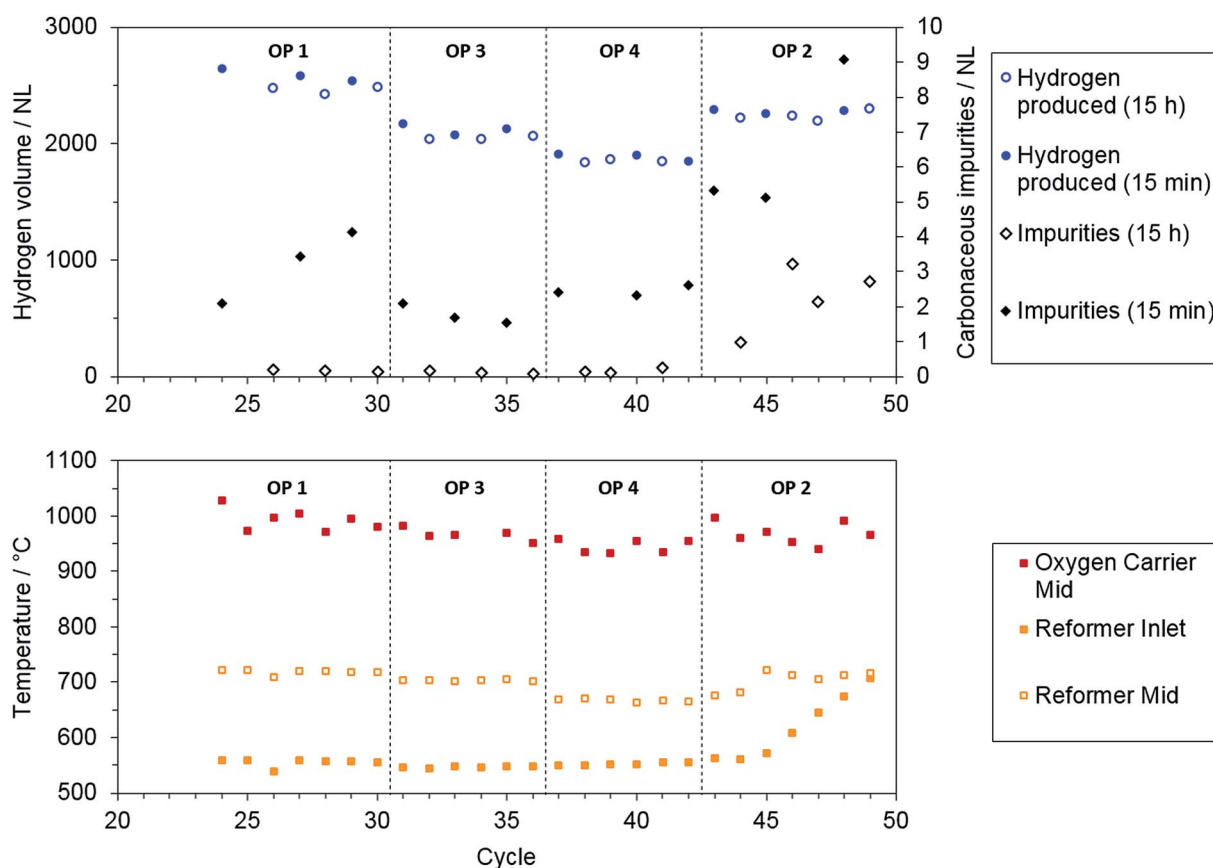 3000
2000
1000
0
Hydrogen volume / NL
OP 1
OP 3
OP 4
OP 2
10
9
8
7
6
5
4
3
2
1
0
Carbonaceous impurities / NL
20
25
30
35
40
45
50
Hydrogen
produced (15 h)
Hydrogen
produced (15 min)
Impurities (15 h)
Impurities (15 min)
1100
1000
900
800
700
600
500
Temperature / °C
OP 1
OP 3
OP 4
OP 2
20
25
30
35
40
45
50
Cycle
Oxygen Carrier
Mid
Reformer Inlet
Reformer Mid